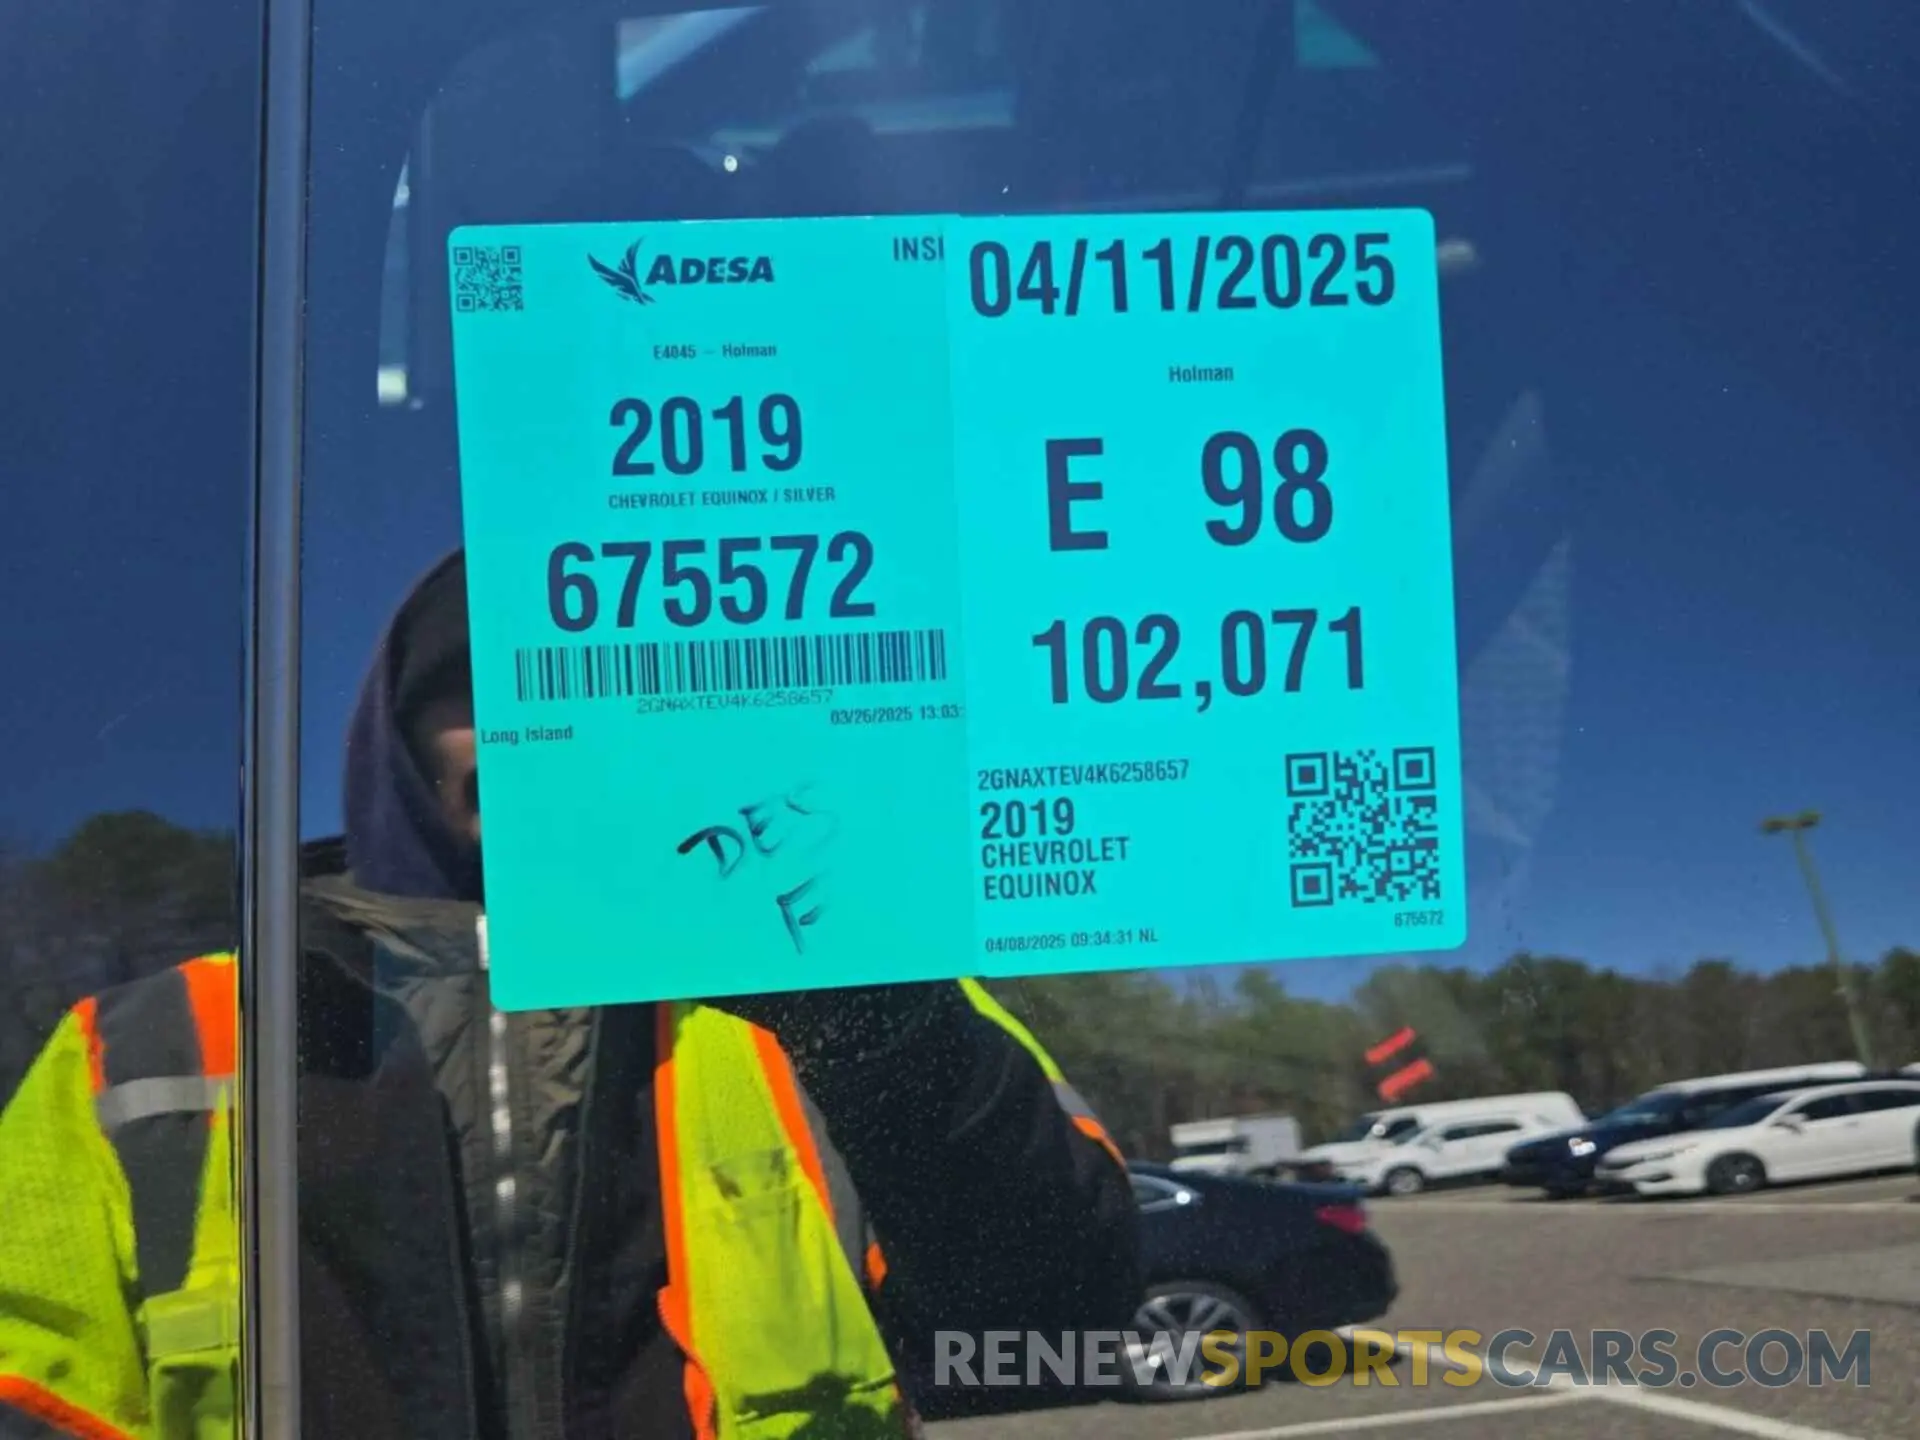 ADESA
INSI
E4045 - Holman
2019
CHEVROLET EQUINOX / SILVER
675572
2GNAXTEV4K6258657
03/26/2025 13:03:
Long Island
DES
F
04/11/2025
Holman
E 98
102,071
2GNAXTEV4K6258657
2019
CHEVROLET
EQUINOX
675572
04/08/2025 09:34:31 NL
RENEWSPORTSCARS.COM